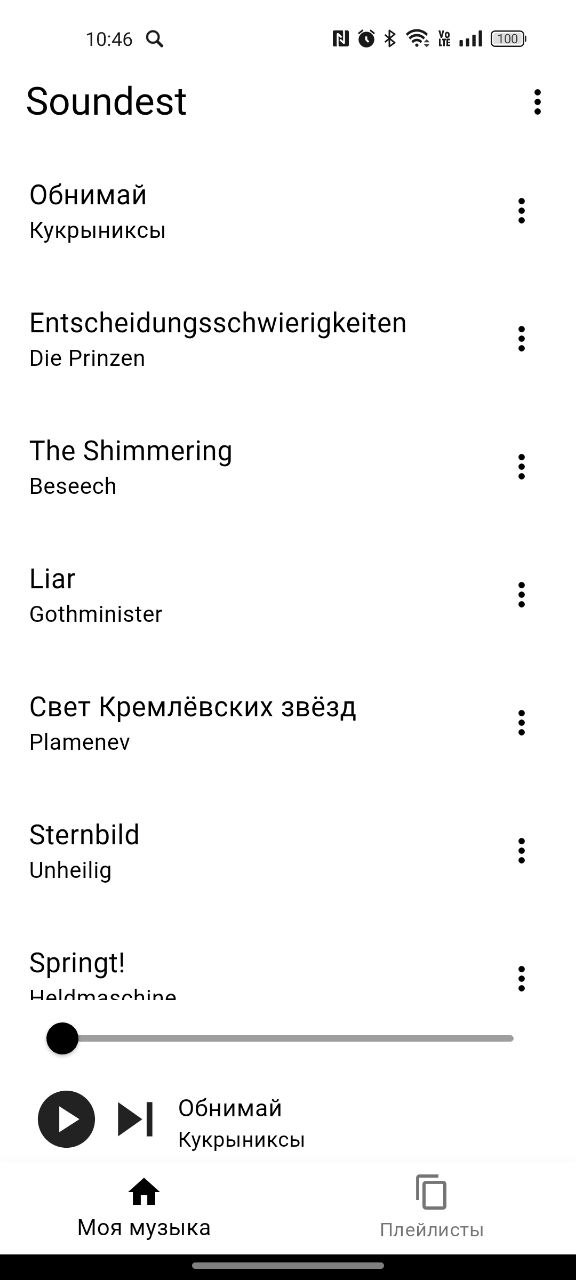 10:46
Vo LTE
100
Soundest
Обнимай
Кукрыниксы
Entscheidungsschwierigkeiten
Die Prinzen
The Shimmering
Beseech
Liar
Gothminister
Свет Кремлёвских звёзд
Plamenev
Sternbild
Unheilig
Springt!
Heldmaschine
Обнимай
Кукрыниксы
Моя музыка
Плейлисты